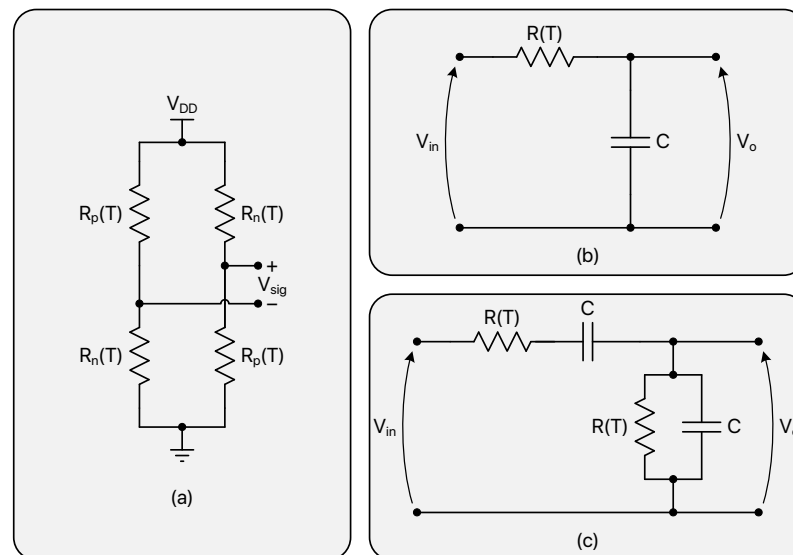 V_DD
R_p(T)
R_n(T)
+
V_sig
−
R_n(T)
R_p(T)
(a)
R(T)
V_in
C
V_o
(b)
C
R(T)
V_in
R(T)
C
(c)